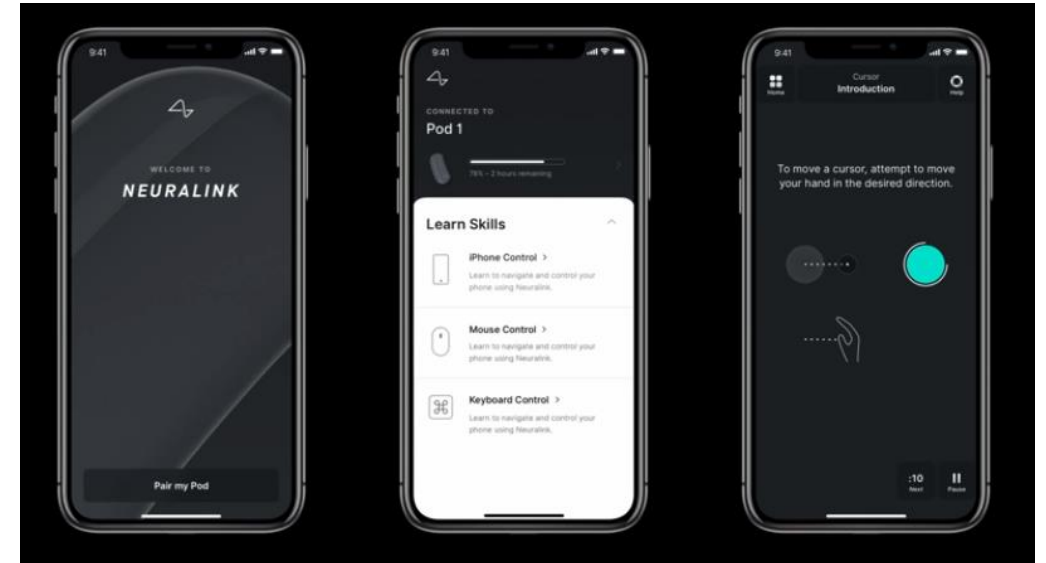 9:41
WELCOME TO
NEURALINK
Pair my Pod
9:41
CONNECTED TO
Pod 1
78% – 2 hours remaining
Learn Skills
iPhone Control >
Learn to navigate and control your
phone using Neuralink.
Mouse Control >
Learn to navigate and control your
phone using Neuralink.
Keyboard Control >
Learn to navigate and control your
phone using Neuralink.
9:41
Home
Cursor
Introduction
Help
To move a cursor, attempt to move
your hand in the desired direction.
:10
Next
Pause